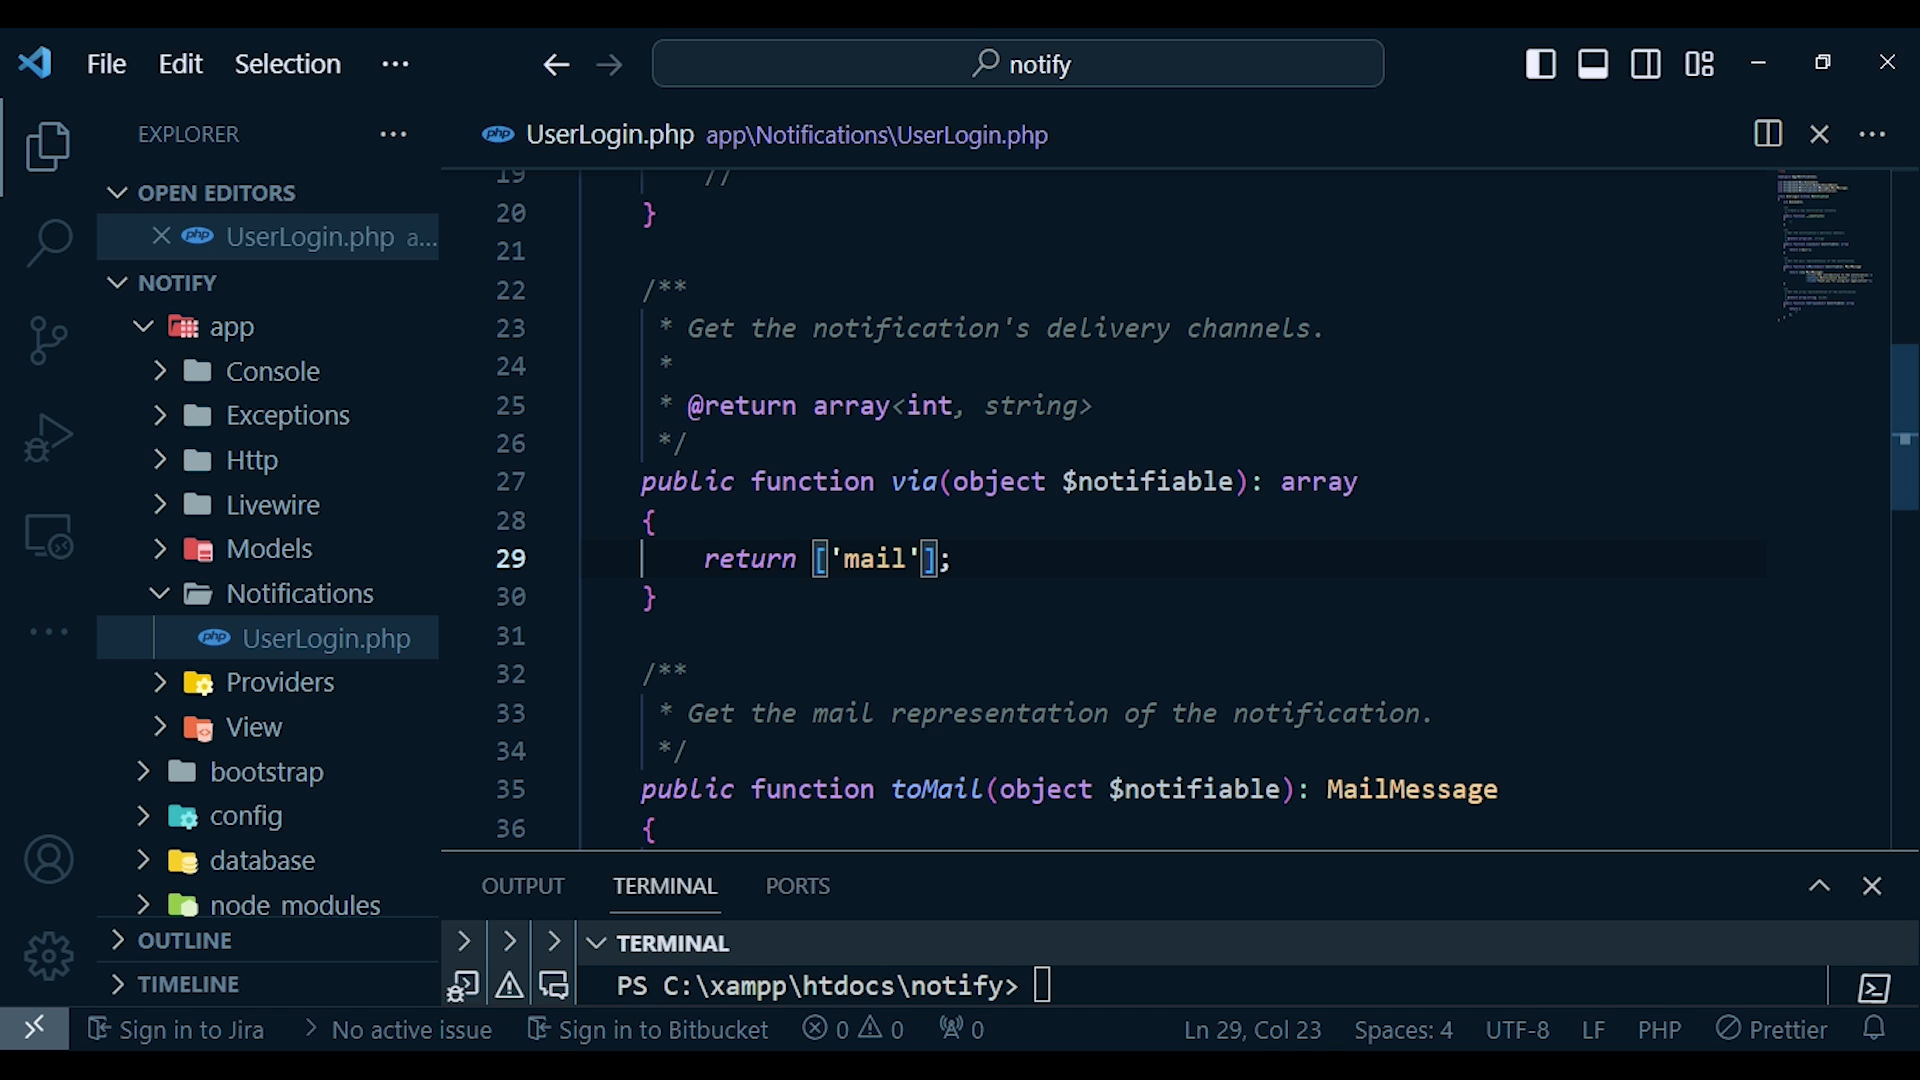 File Edit Selection ···
notify
EXPLORER
OPEN EDITORS
UserLogin.php a...
NOTIFY
app
Console
Exceptions
Http
Livewire
Models
Notifications
UserLogin.php
Providers
View
bootstrap
config
database
node_modules
OUTLINE
TIMELINE
php UserLogin.php app\Notifications\UserLogin.php
19 //
20 }
21
22 /**
23 * Get the notification's delivery channels.
24 *
25 * @return array<int, string>
26 */
27 public function via(object $notifiable): array
28 {
29 return ['mail'];
30 }
31
32 /**
33 * Get the mail representation of the notification.
34 */
35 public function toMail(object $notifiable): MailMessage
36 {
OUTPUT TERMINAL PORTS
TERMINAL
PS C:\xampp\htdocs\notify>
Sign in to Jira > No active issue Sign in to Bitbucket 0 0 0 Ln 29, Col 23 Spaces: 4 UTF-8 LF PHP Prettier